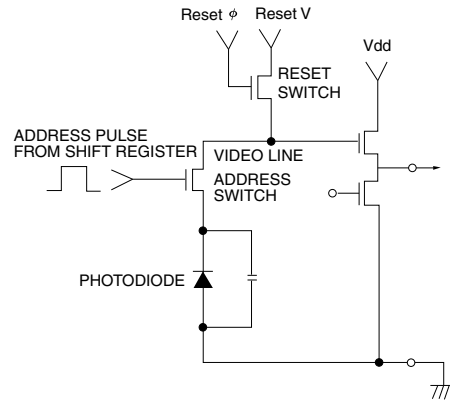 Reset φ
Reset V
Vdd
RESET
SWITCH
ADDRESS PULSE
FROM SHIFT REGISTER
VIDEO LINE
ADDRESS
SWITCH
PHOTODIODE